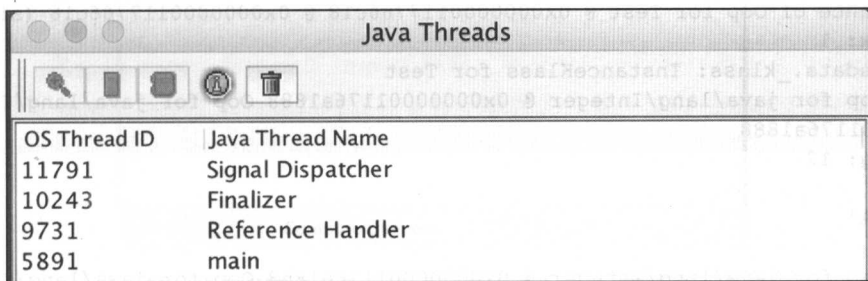 Java Threads
OS Thread ID Java Thread Name
11791 Signal Dispatcher
10243 Finalizer
9731 Reference Handler
5891 main